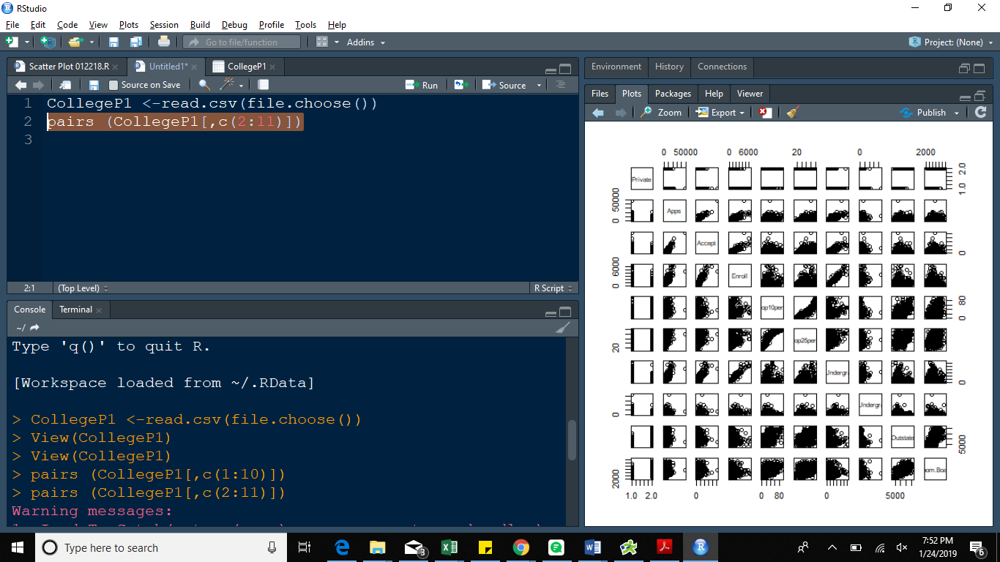 RStudio
File Edit Code View Plots Session Build Debug Profile Tools Help
Go to file/function Addins Project: (None)
Scatter Plot 012218.R Untitled1* CollegeP1
Source on Save Run Source
1 CollegeP1 <-read.csv(file.choose())
2 pairs (CollegeP1[,c(2:11)])
3
2:1 (Top Level) R Script
Console Terminal
~/
Type 'q()' to quit R.
[Workspace loaded from ~/.RData]
> CollegeP1 <-read.csv(file.choose())
> View(CollegeP1)
> View(CollegeP1)
> pairs (CollegeP1[,c(1:10)])
> pairs (CollegeP1[,c(2:11)])
Warning messages:
Environment History Connections
Files Plots Packages Help Viewer
Zoom Export Publish
0 50000 0 6000 20 0 2000
Private 1.0 2.0
0 50000 Apps
Accept 0
0 6000 Enroll
op10per 0 80
20 op25per
Undergra 0
0 Undergra
Outstate 5000
2000 om.Boa
1.0 2.0 0 0 80 0 5000
Type here to search
3
7:52 PM
1/24/2019
6